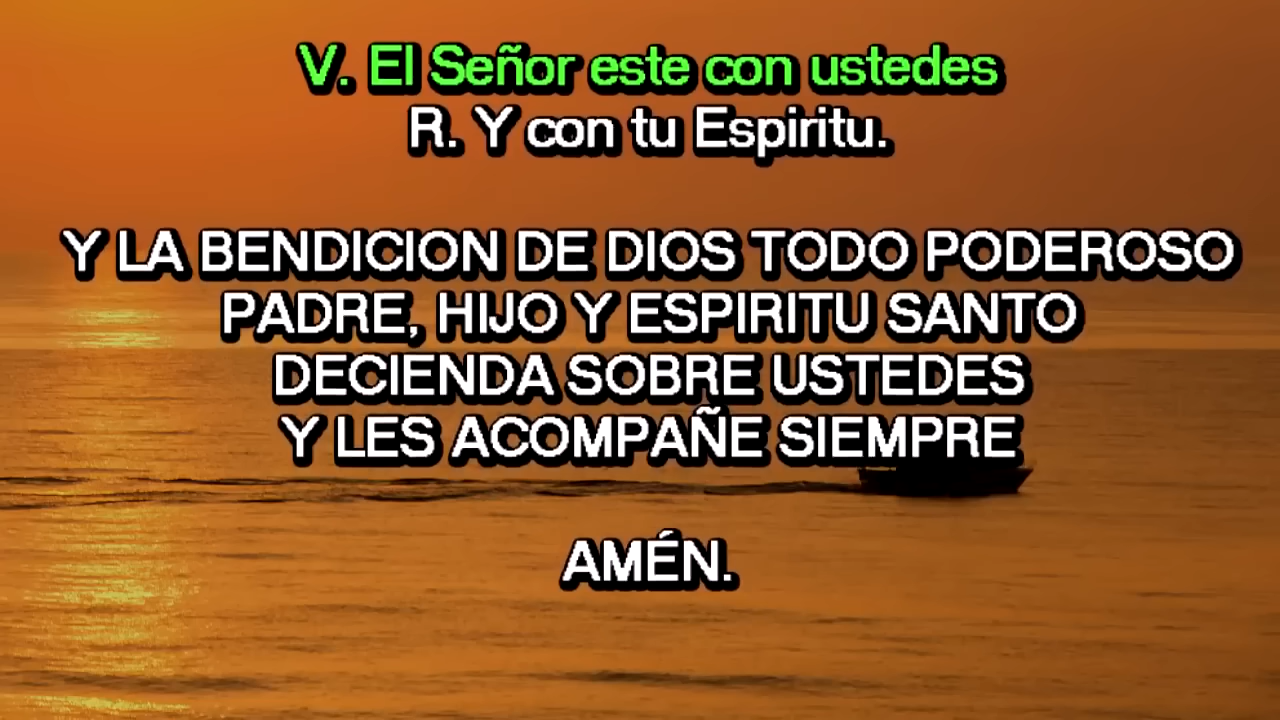 V. El Señor este con ustedes
R. Y con tu Espiritu.
Y LA BENDICION DE DIOS TODO PODEROSO
PADRE, HIJO Y ESPIRITU SANTO
DECIENDA SOBRE USTEDES
Y LES ACOMPAÑE SIEMPRE
AMÉN.